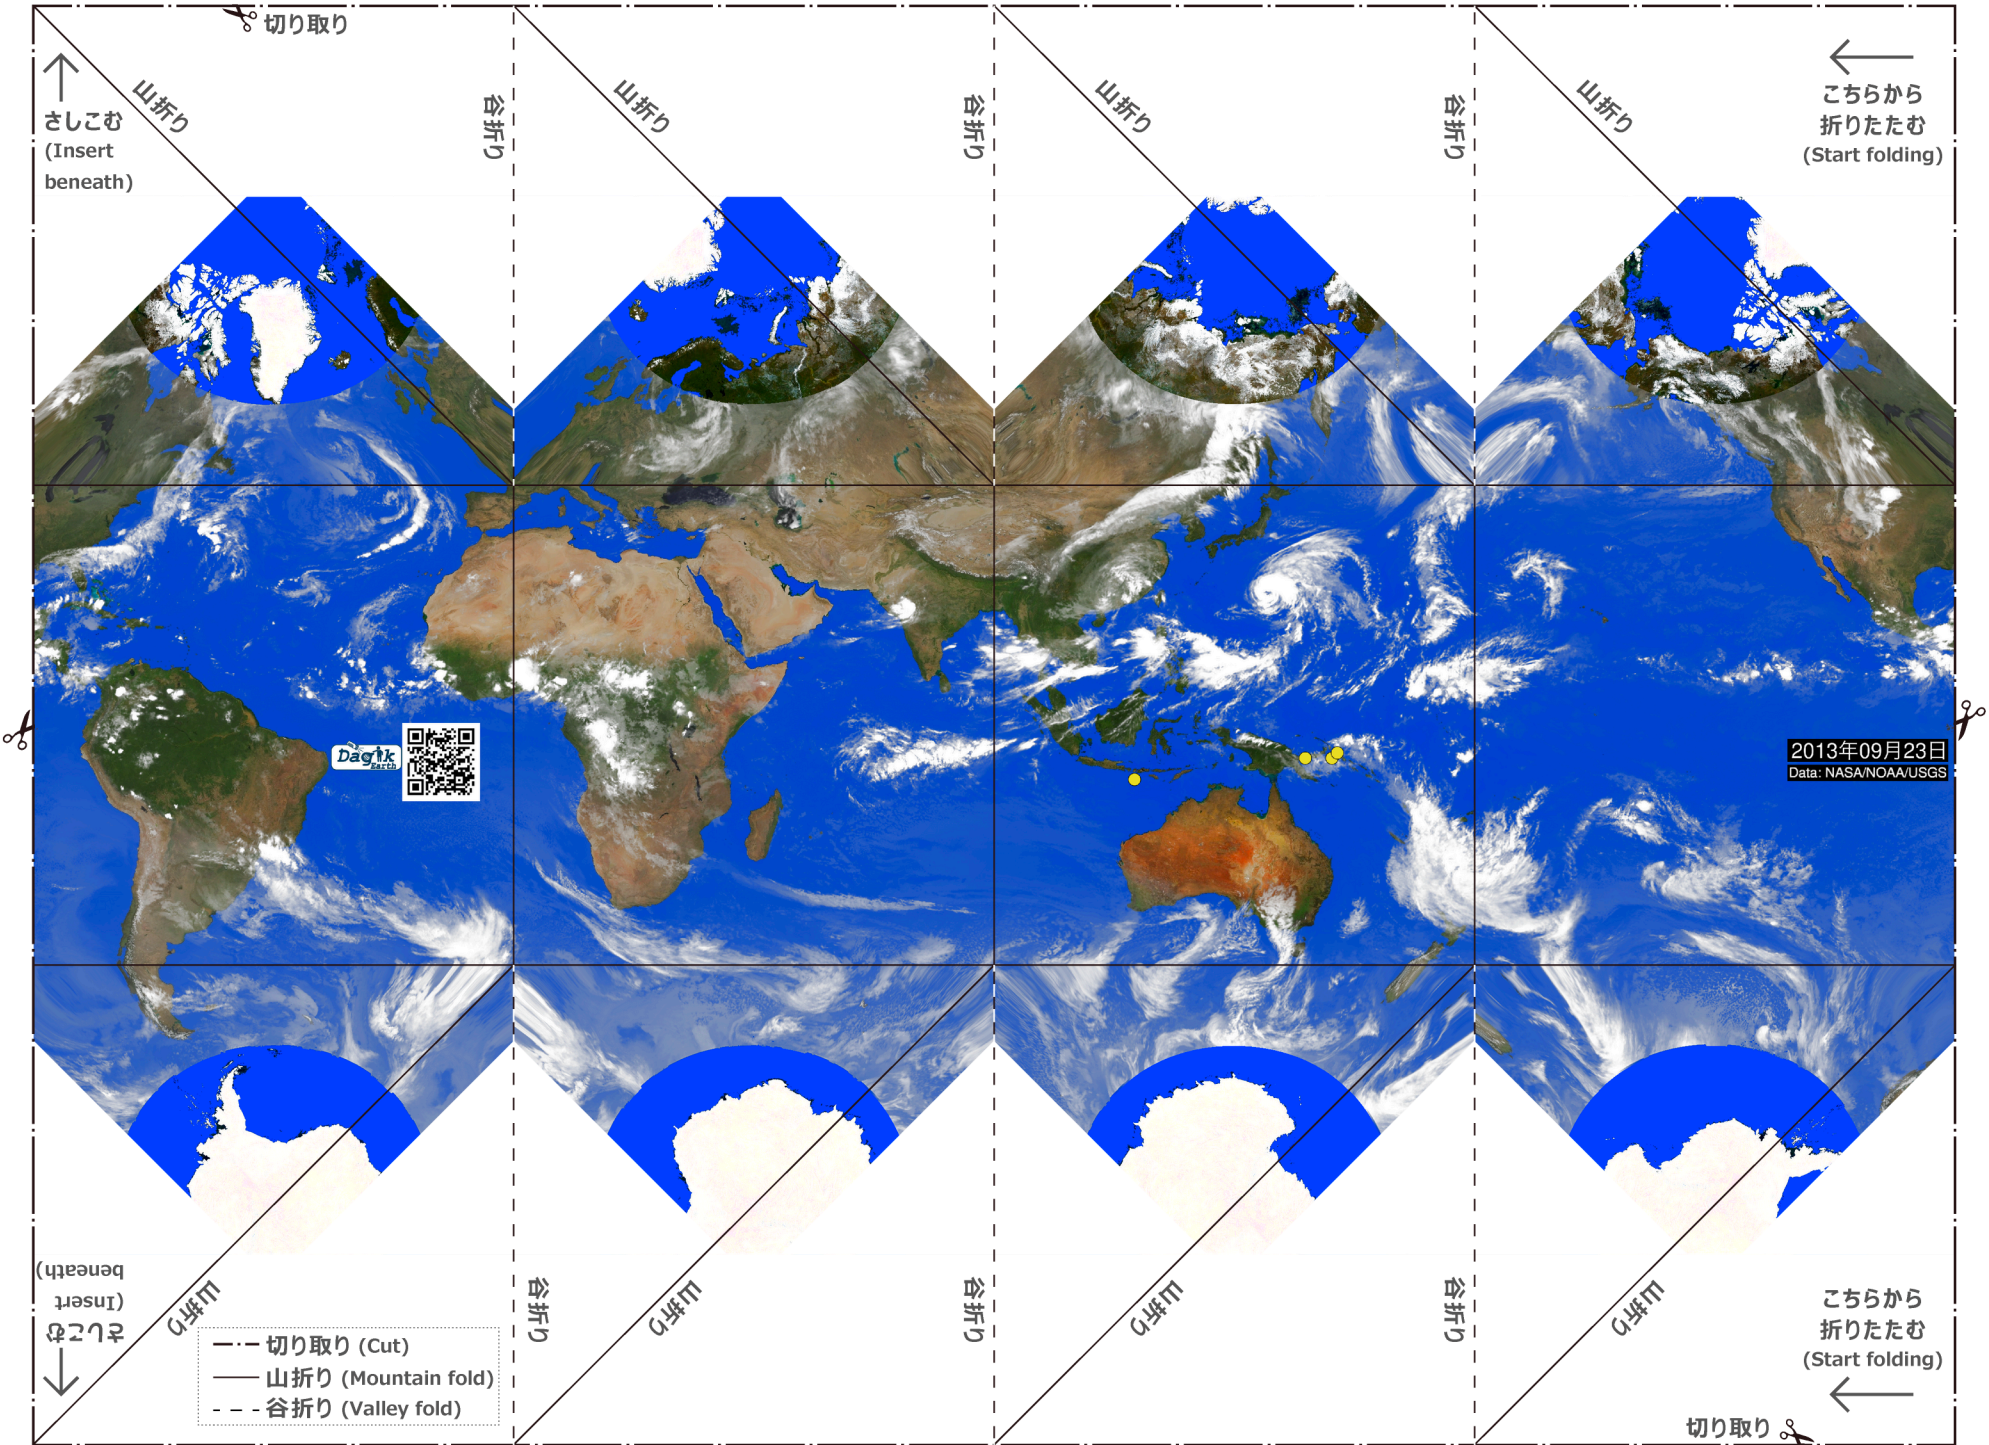 切り取り
さしこむ
(Insert
beneath)
山折り
谷折り
山折り
谷折り
山折り
谷折り
山折り
こちらから
折りたたむ
(Start folding)
Dagik
Earth
2013年09月23日
Data: NASA/NOAA/USGS
さしこむ
(Insert
beneath)
山折り
谷折り
山折り
谷折り
山折り
谷折り
山折り
こちらから
折りたたむ
(Start folding)
切り取り (Cut)
山折り (Mountain fold)
谷折り (Valley fold)
切り取り